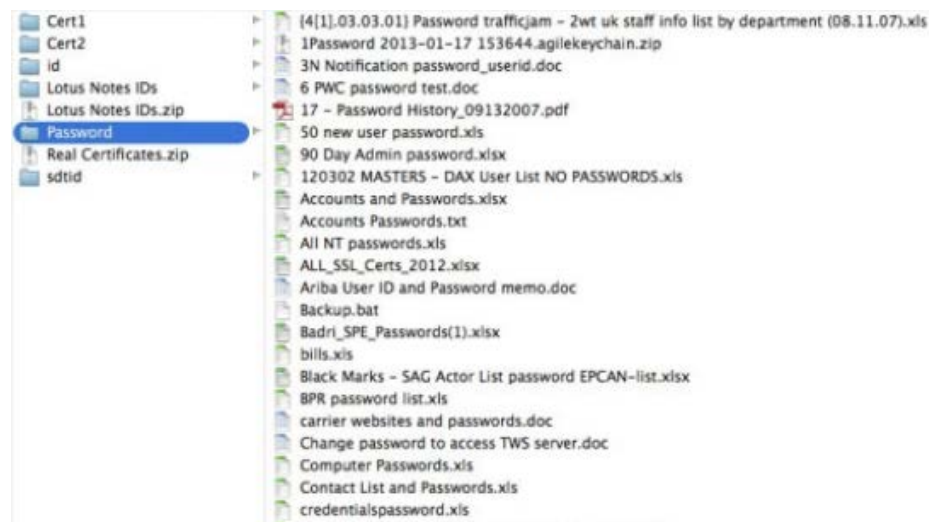 Cert1
Cert2
id
Lotus Notes IDs
Lotus Notes IDs.zip
Password
Real Certificates.zip
sdtid
(4[1].03.03.01) Password trafficjam - 2wt uk staff info list by department (08.11.07).xls
1Password 2013-01-17 153644.agilekeychain.zip
3N Notification password_userid.doc
6 PWC password test.doc
17 - Password History_09132007.pdf
50 new user password.xls
90 Day Admin password.xlsx
120302 MASTERS - DAX User List NO PASSWORDS.xls
Accounts and Passwords.xlsx
Accounts Passwords.txt
All NT passwords.xls
ALL_SSL_Certs_2012.xlsx
Ariba User ID and Password memo.doc
Backup.bat
Badri_SPE_Passwords(1).xlsx
bills.xls
Black Marks - SAG Actor List password EPCAN-list.xlsx
BPR password list.xls
carrier websites and passwords.doc
Change password to access TWS server.doc
Computer Passwords.xls
Contact List and Passwords.xls
credentialspassword.xls